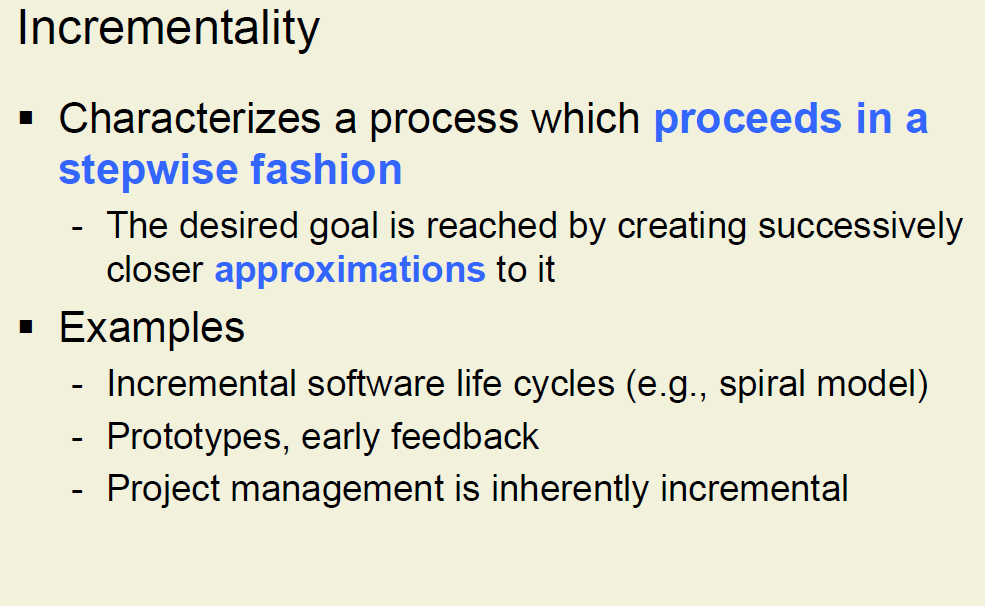 Incrementality
▪ Characterizes a process which proceeds in a
stepwise fashion
- The desired goal is reached by creating successively
closer approximations to it
▪ Examples
- Incremental software life cycles (e.g., spiral model)
- Prototypes, early feedback
- Project management is inherently incremental